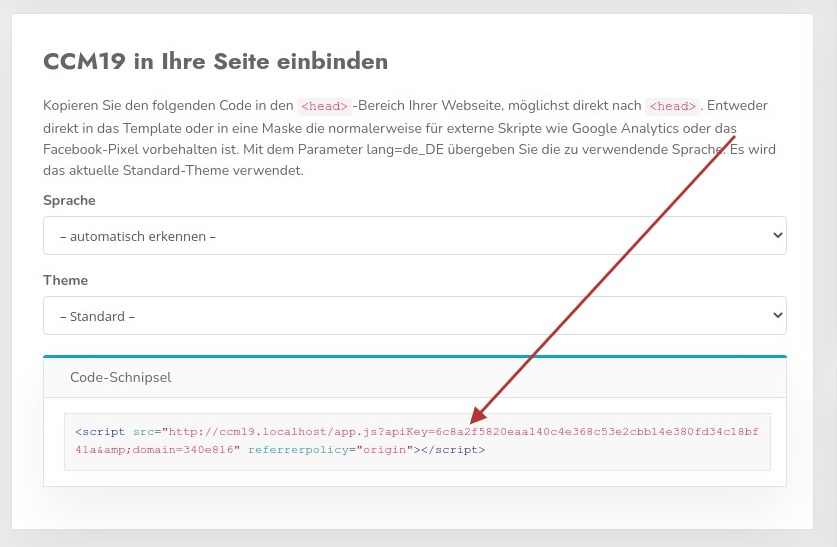 CCM19 in Ihre Seite einbinden
Kopieren Sie den folgenden Code in den <head>-Bereich Ihrer Webseite, möglichst direkt nach <head>. Entweder
direkt in das Template oder in eine Maske die normalerweise für externe Skripte wie Google Analytics oder das
Facebook-Pixel vorbehalten ist. Mit dem Parameter lang=de_DE übergeben Sie die zu verwendende Sprache. Es wird
das aktuelle Standard-Theme verwendet.
Sprache
– automatisch erkennen –
Theme
– Standard –
Code-Schnipsel
<script src="http://ccm19.localhost/app.js?apiKey=6c8a2f5820eaa140c4e368c53e2cbb14e380fd34c18bf
41a&amp;domain=340e816" referrerpolicy="origin"></script>